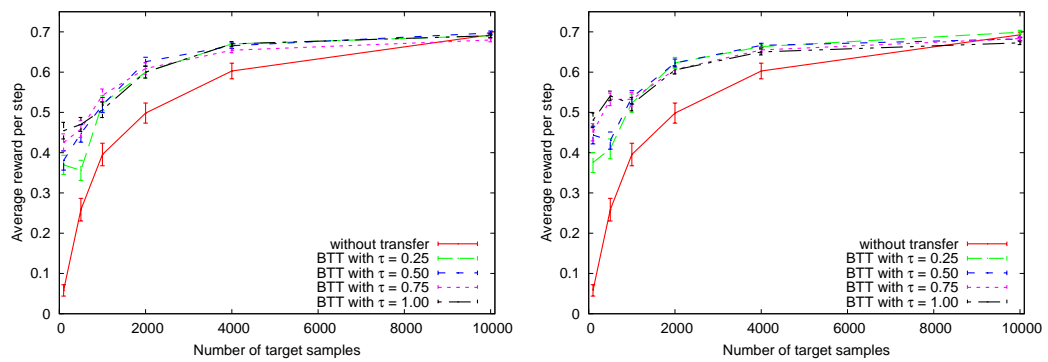 0.7
0.6
0.5
0.4
0.3
0.2
0.1
0
0 2000 4000 6000 8000 10000
Average reward per step
Number of target samples
without transfer
BTT with τ = 0.25
BTT with τ = 0.50
BTT with τ = 0.75
BTT with τ = 1.00
0.7
0.6
0.5
0.4
0.3
0.2
0.1
0
0 2000 4000 6000 8000 10000
Average reward per step
Number of target samples
without transfer
BTT with τ = 0.25
BTT with τ = 0.50
BTT with τ = 0.75
BTT with τ = 1.00